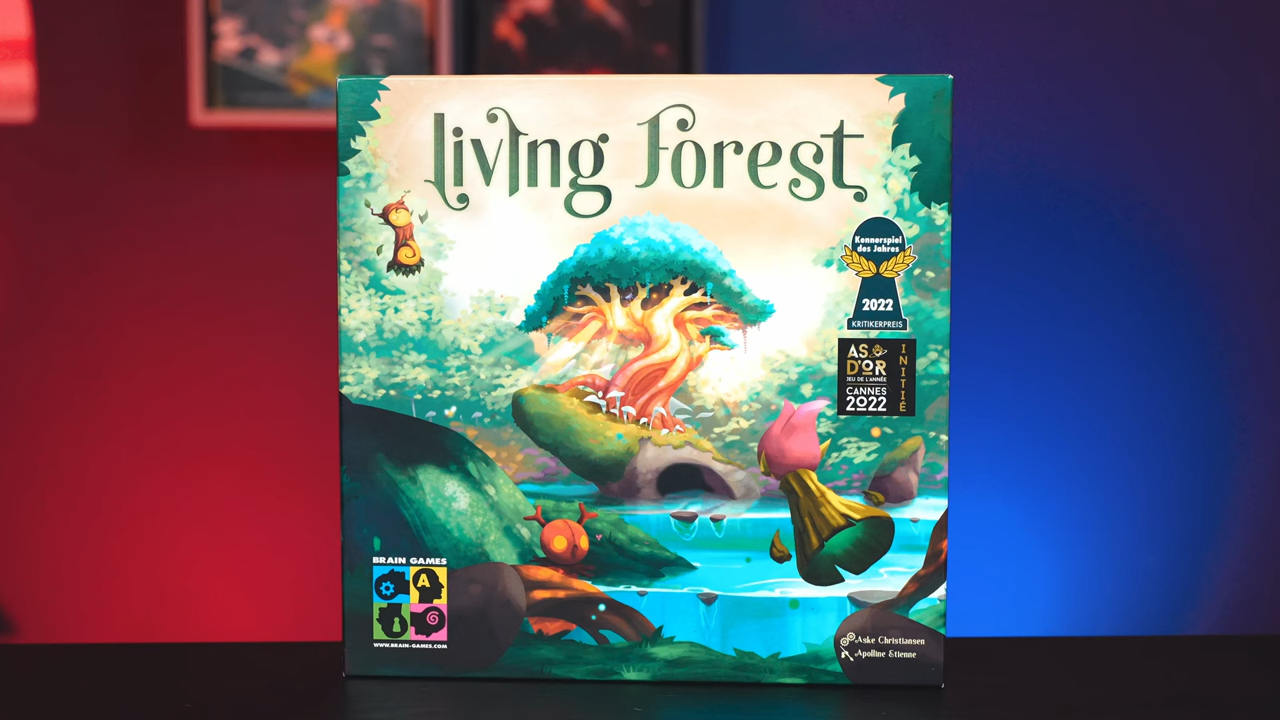 Living Forest
Kennerspiel
des Jahres
2022
KRITIKERPREIS
AS
D'OR
JEU DE L'ANNÉE
CANNES
2022
INITIÉ
BRAIN GAMES
A
WWW.BRAIN-GAMES.COM
Aske Christiansen
Apolline Etienne